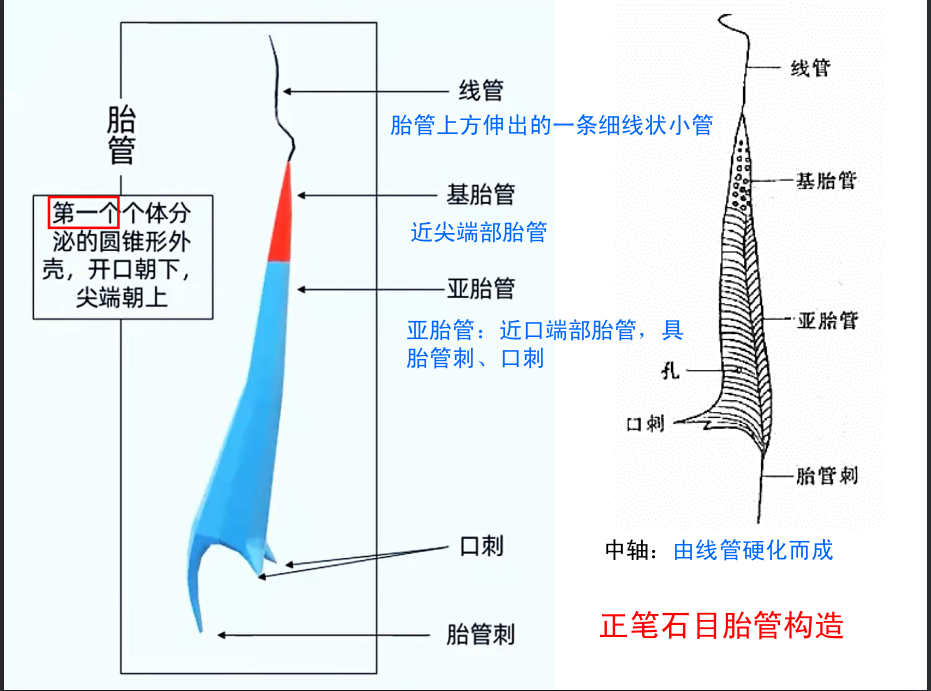 胎
管
第一个个体分
泌的圆锥形外
壳，开口朝下，
尖端朝上
线管
胎管上方伸出的一条细线状小管
基胎管
近尖端部胎管
亚胎管
亚胎管：近口端部胎管，具
胎管刺、口刺
口刺
胎管刺
线管
基胎管
亚胎管
孔
口刺
胎管刺
中轴：由线管硬化而成
正笔石目胎管构造